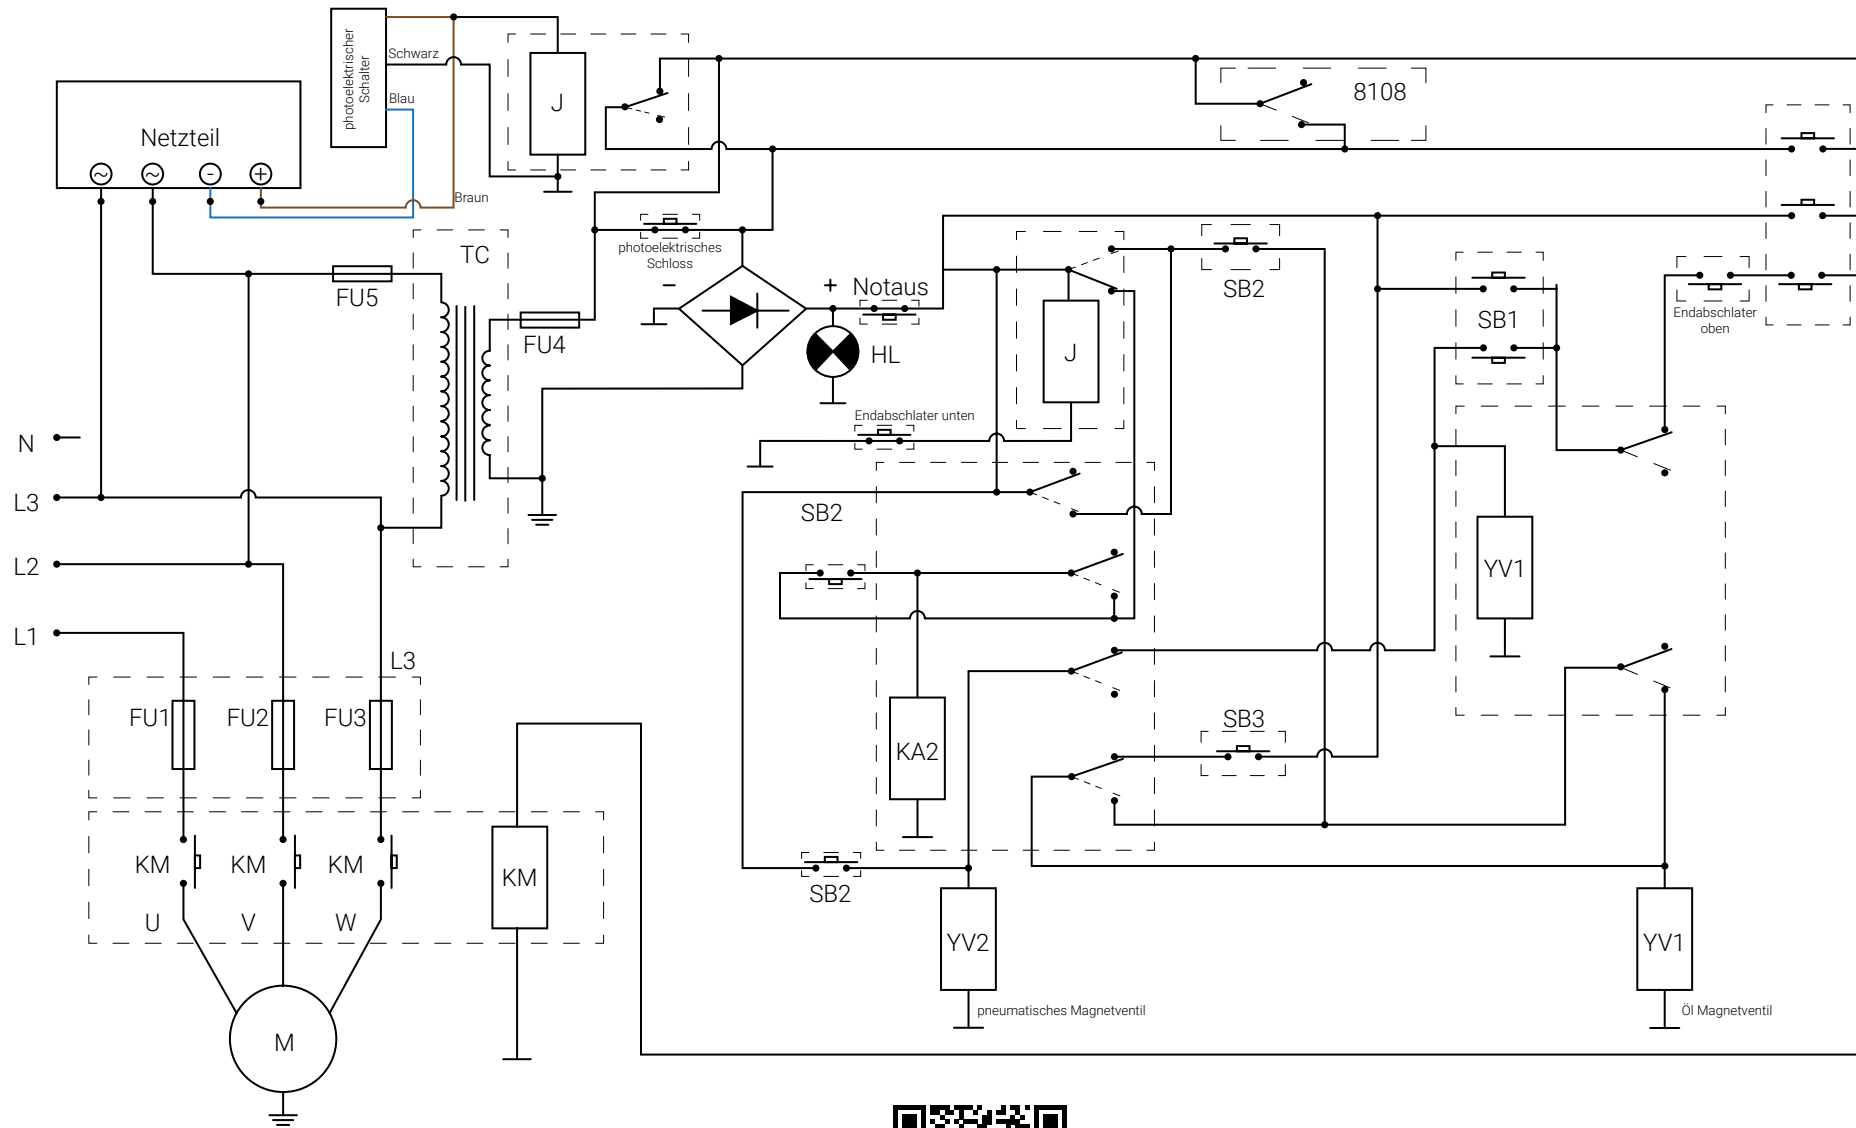 photoelektrischer
Schalter
Schwarz
Blau
Braun
Netzteil
~
~
-
+
J
8108
TC
FU5
FU4
photoelektrisches
Schloss
−
+
Notaus
HL
J
SB2
SB1
Endabschlater
oben
Endabschlater unten
N
L3
L2
L1
SB2
YV1
L3
FU1
FU2
FU3
KA2
SB3
KM
KM
KM
KM
U
V
W
SB2
YV2
YV1
pneumatisches Magnetventil
Öl Magnetventil
M